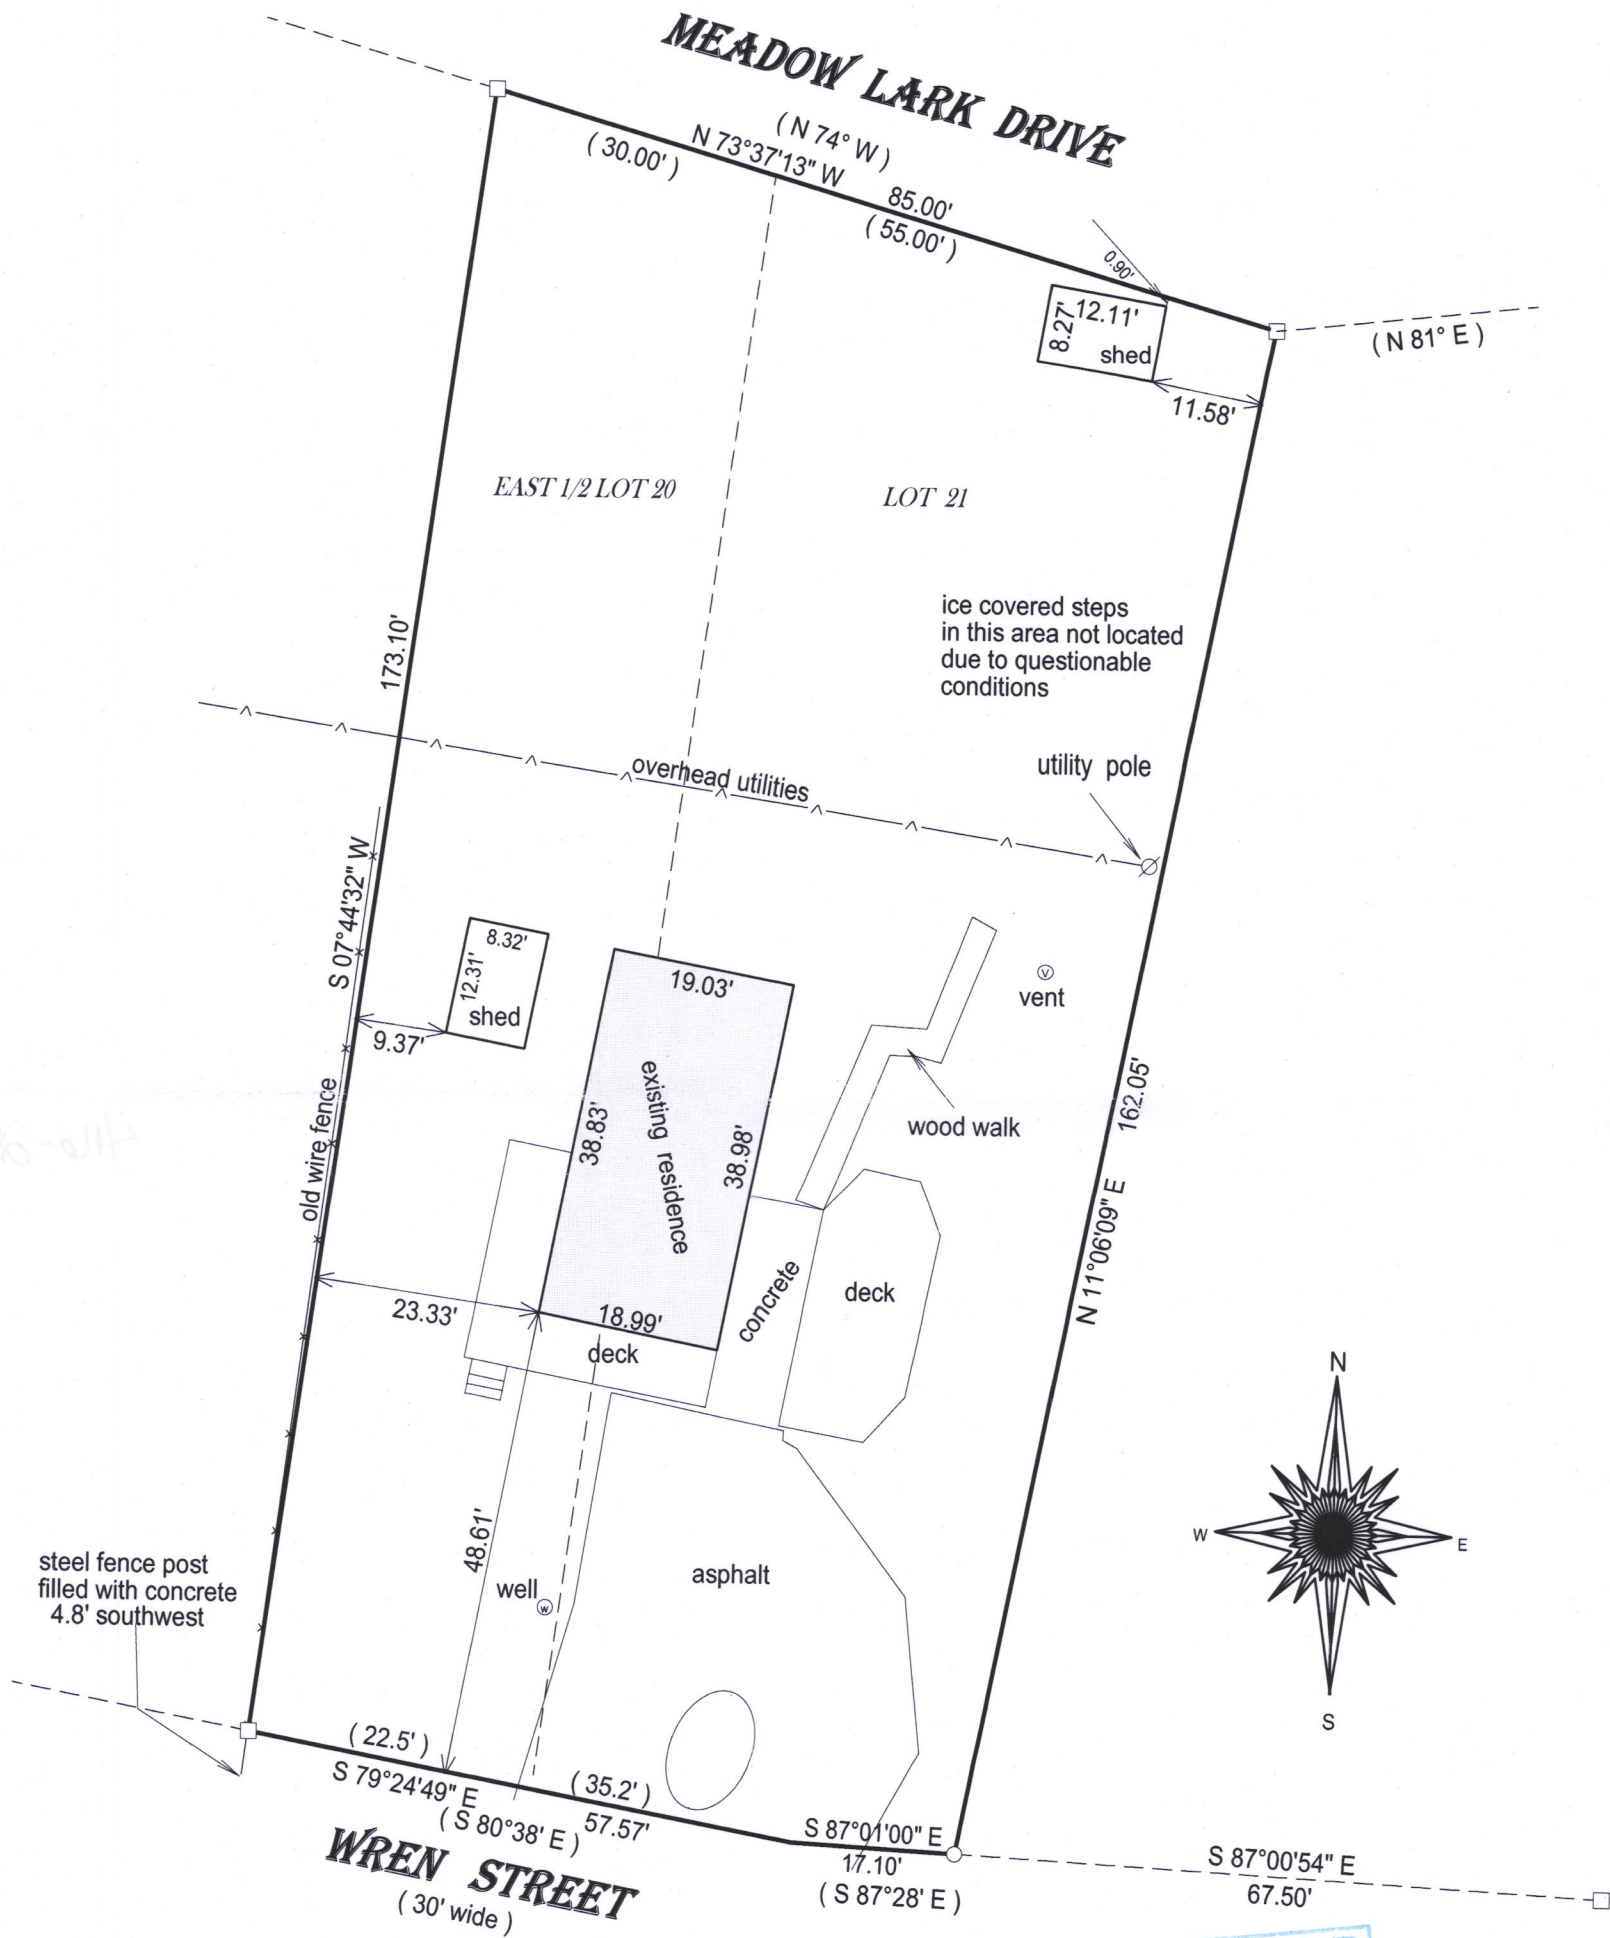 MEADOW LARK DRIVE
( N 74° W )
N 73°37'13" W
( 30.00' )
85.00'
( 55.00' )
0.90'
12.11'
8.27'
shed
( N 81° E )
11.58'
EAST 1/2 LOT 20
LOT 21
ice covered steps
in this area not located
due to questionable
conditions
173.10'
overhead utilities
utility pole
S 07°44'32" W
8.32'
12.31'
shed
9.37'
19.03'
vent
V
existing residence
38.83'
38.98'
wood walk
162.05'
old wire fence
N 11°06'09" E
concrete
deck
23.33'
18.99'
deck
N
W
E
S
48.61'
well
W
asphalt
steel fence post
filled with concrete
4.8' southwest
( 22.5' )
S 79°24'49" E
( S 80°38' E )
( 35.2' )
57.57'
S 87°01'00" E
17.10'
( S 87°28' E )
S 87°00'54" E
67.50'
WREN STREET
( 30' wide )